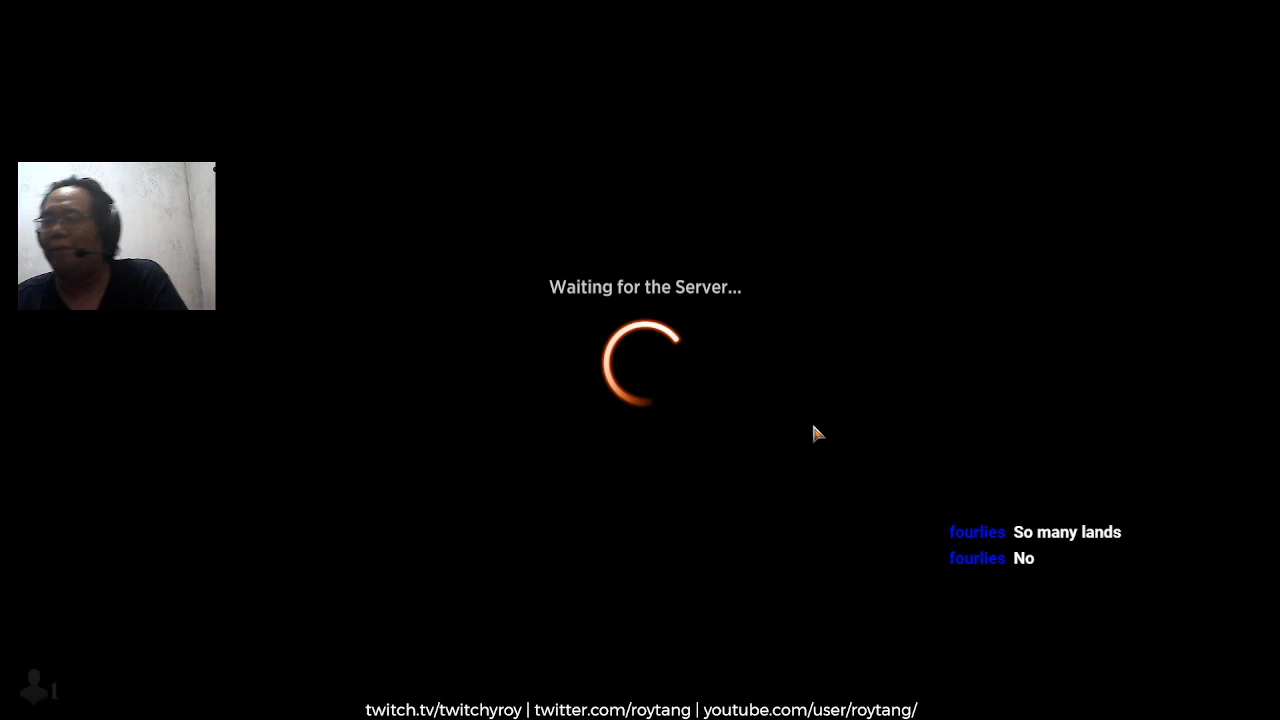 Waiting for the Server...
fourlies So many lands
fourlies No
1
twitch.tv/twitchyroy | twitter.com/roytang | youtube.com/user/roytang/